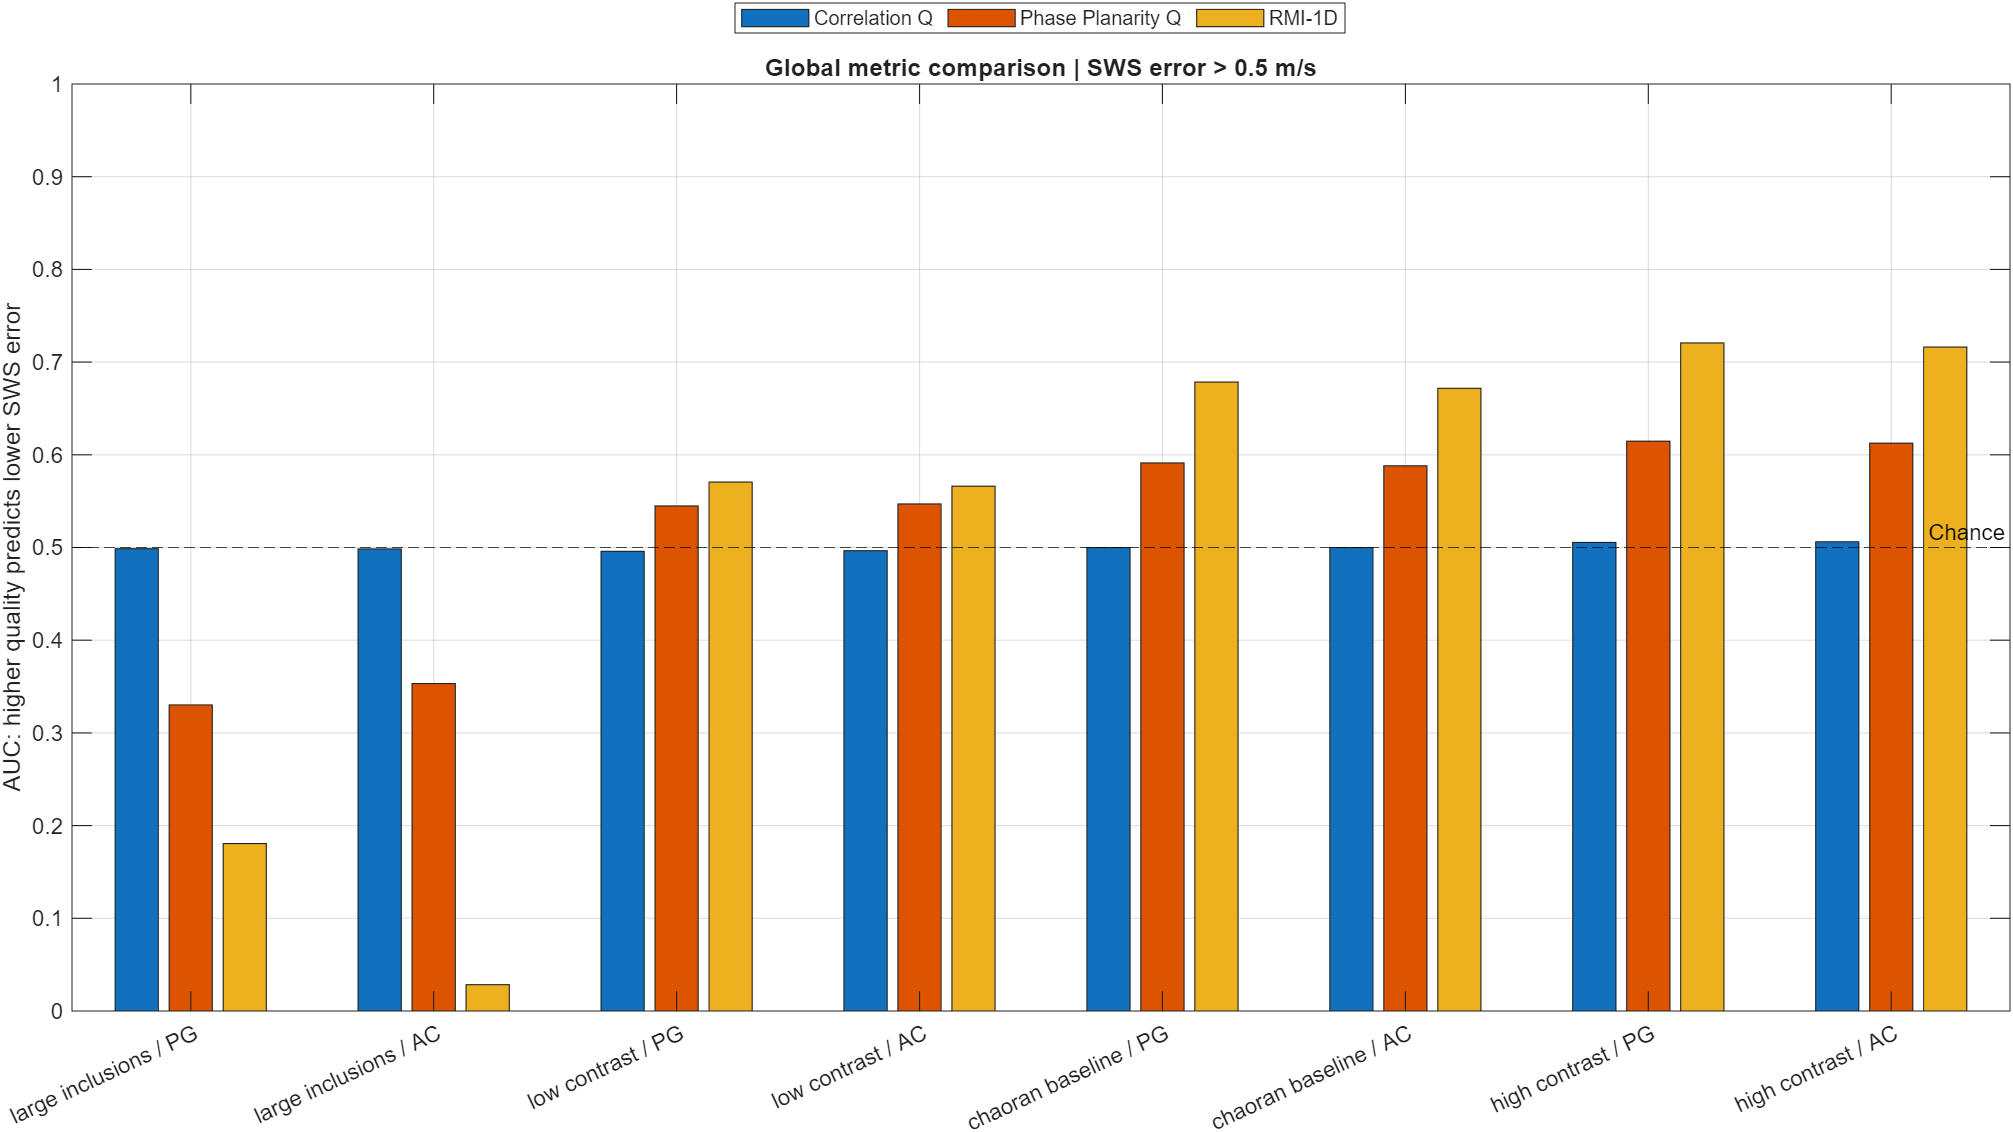 Correlation Q Phase Planarity Q RMI-1D
Global metric comparison | SWS error > 0.5 m/s
AUC: higher quality predicts lower SWS error
1
0.9
0.8
0.7
0.6
0.5
0.4
0.3
0.2
0.1
0
Chance
large inclusions / PG
large inclusions / AC
low contrast / PG
low contrast / AC
chaoran baseline / PG
chaoran baseline / AC
high contrast / PG
high contrast / AC